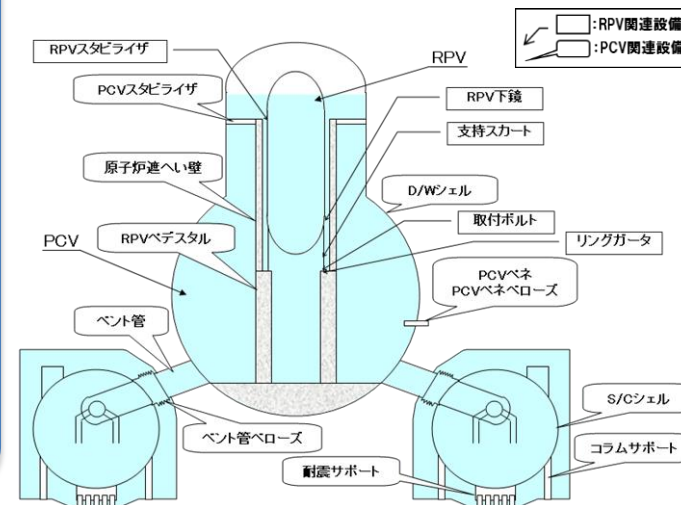 :RPV関連設備
:PCV関連設備
RPVスタビライザ
RPV
PCVスタビライザ
RPV下鏡
支持スカート
原子炉遮へい壁
D/Wシェル
取付ボルト
PCV
RPVペデスタル
リングガータ
PCVペネ
PCVペネベローズ
ベント管
S/Cシェル
ベント管ベローズ
コラムサポート
耐震サポート